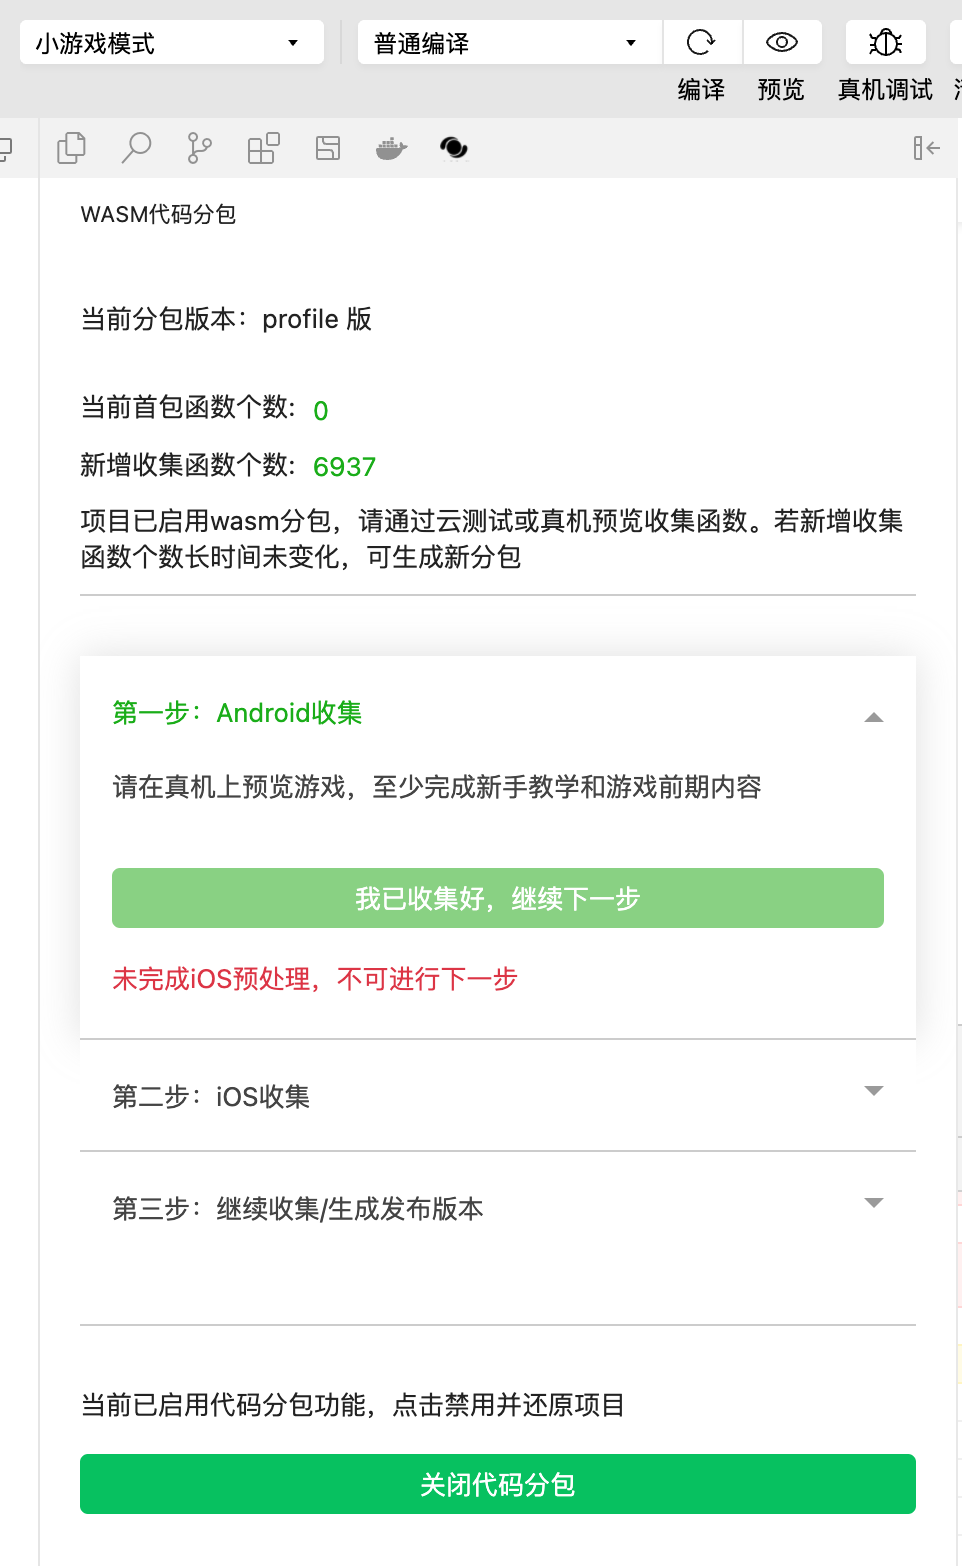 小游戏模式
普通编译
编译
预览
真机调试
WASM代码分包
当前分包版本：profile 版
当前首包函数个数：0
新增收集函数个数：6937
项目已启用wasm分包，请通过云测试或真机预览收集函数。若新增收集
函数个数长时间未变化，可生成新分包
第一步：Android收集
请在真机上预览游戏，至少完成新手教学和游戏前期内容
我已收集好，继续下一步
未完成iOS预处理，不可进行下一步
第二步：iOS收集
第三步：继续收集/生成发布版本
当前已启用代码分包功能，点击禁用并还原项目
关闭代码分包